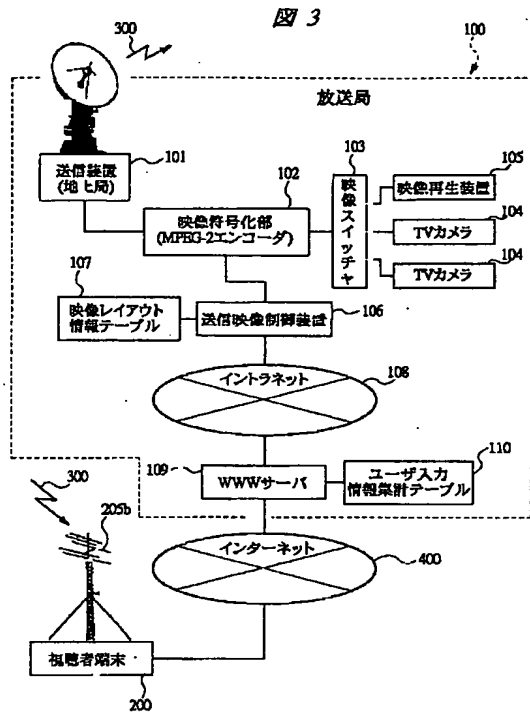 図 3
300
100
放送局
送信装置
(地上局)
101
102
映像符号化部
(MPEG-2エンコーダ)
103
映像スイッチャ
105
映像再生装置
104
TVカメラ
104
TVカメラ
107
映像レイアウト
情報テーブル
106
送信映像制御装置
イントラネット
108
109
WWWサーバ
110
ユーザ入力
情報集計テーブル
300
205b
インターネット
400
視聴者端末
200